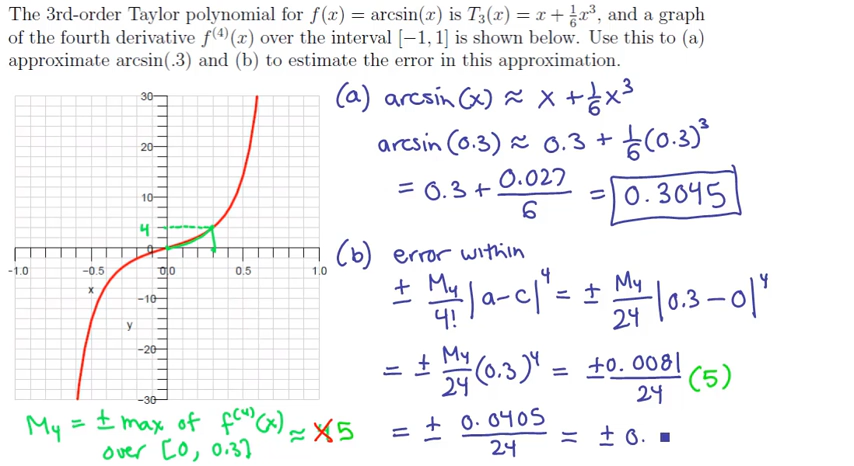 The 3rd-order Taylor polynomial for f(x) = arcsin(x) is T₃(x) = x + 1/6 x³, and a graph
of the fourth derivative f⁽⁴⁾(x) over the interval [−1, 1] is shown below. Use this to (a)
approximate arcsin(.3) and (b) to estimate the error in this approximation.
30
20
10
4
0
-1.0 -0.5 0.0 0.5 1.0
x
-10
y
-20
-30
M₄ = ± max of f⁽⁴⁾(x) ≈ 4 5
over [0, 0.3]
(a) arcsin(x) ≈ x + 1/6 x³
arcsin(0.3) ≈ 0.3 + 1/6 (0.3)³
= 0.3 + 0.027/6 = 0.3045
(b) error within
± M₄/4! |a-c|⁴ = ± M₄/24 |0.3 - 0|⁴
= ± M₄/24 (0.3)⁴ = ±0.0081/24 (5)
= ± 0.0405/24 = ± 0.